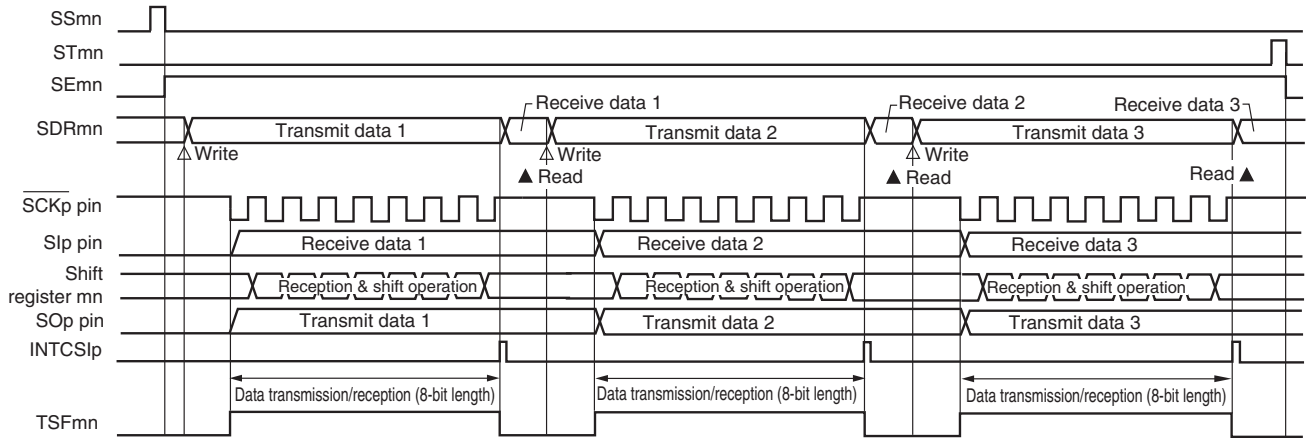 SSmn
STmn
SEmn
Receive data 1
Receive data 2
Receive data 3
SDRmn
Transmit data 1
Transmit data 2
Transmit data 3
Write
Write
Write
Read
Read
Read
SCKp pin
SIp pin
Receive data 1
Receive data 2
Receive data 3
Shift
register mn
Reception & shift operation
Reception & shift operation
Reception & shift operation
SOp pin
Transmit data 1
Transmit data 2
Transmit data 3
INTCSIp
Data transmission/reception (8-bit length)
Data transmission/reception (8-bit length)
Data transmission/reception (8-bit length)
TSFmn